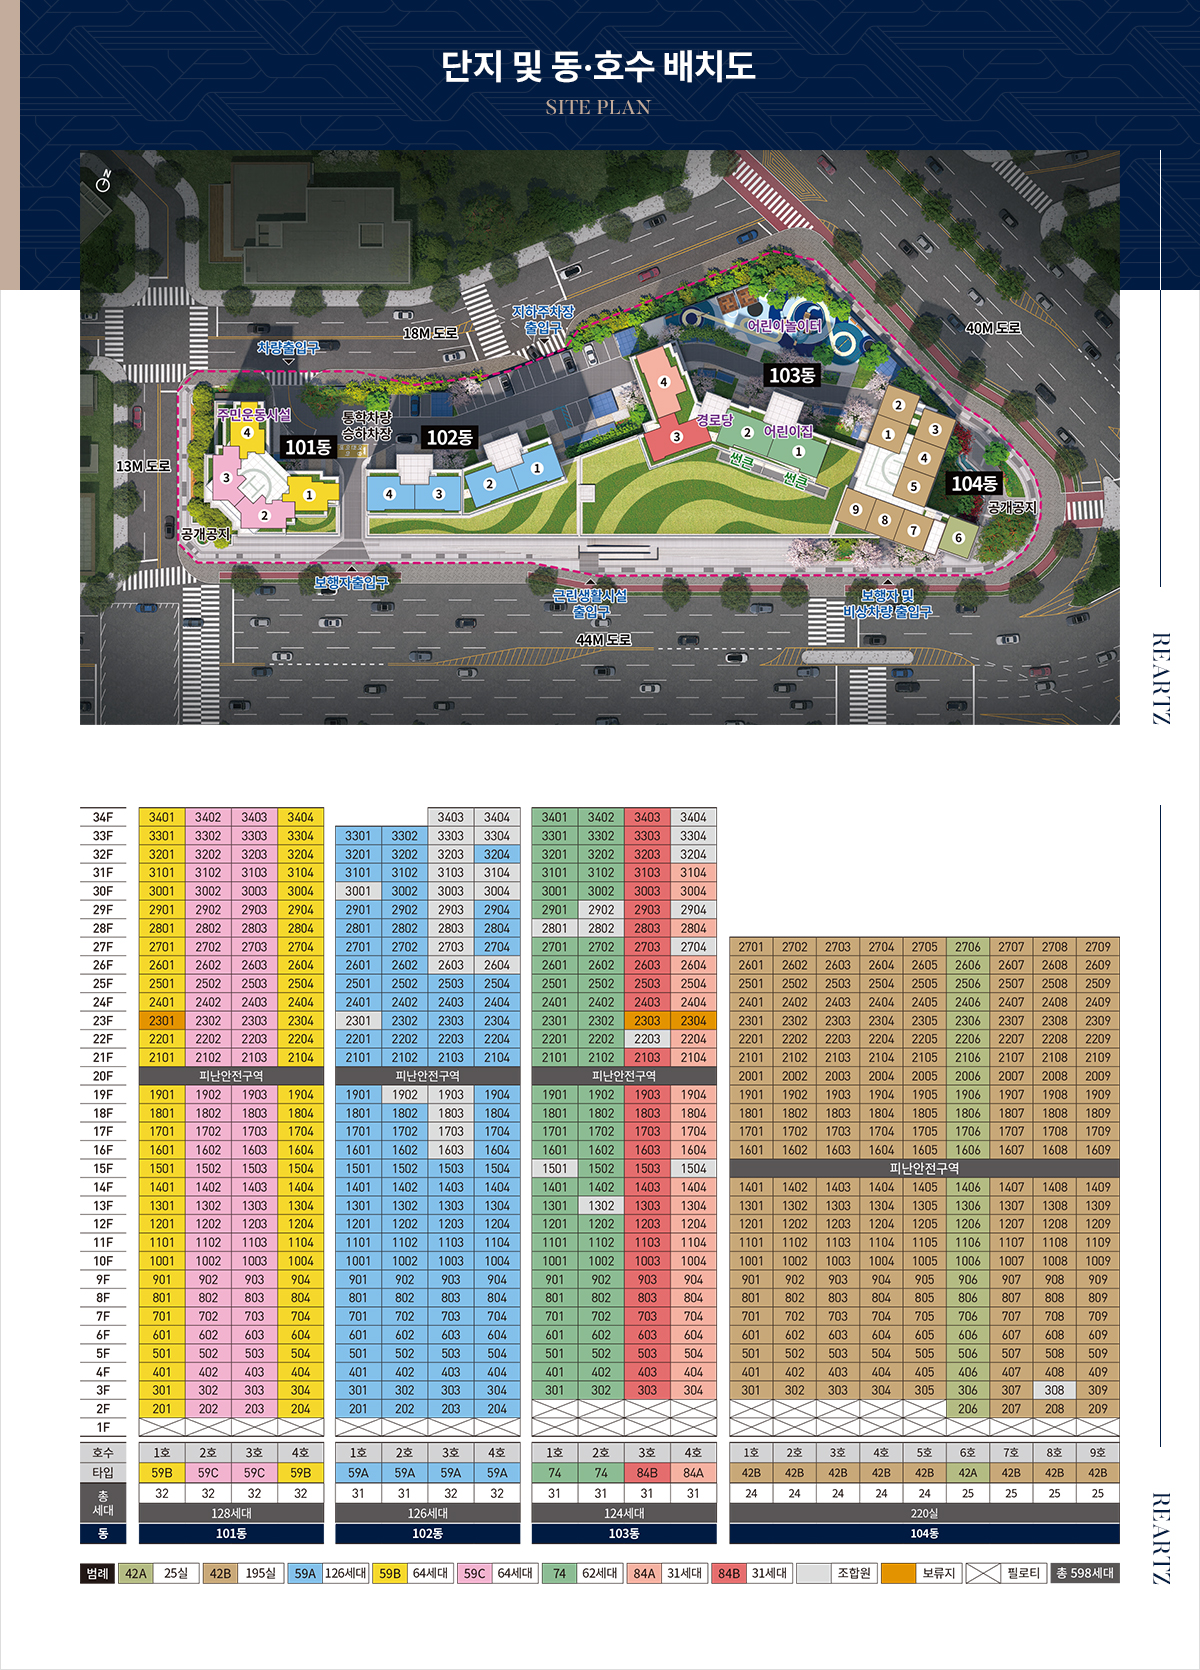 단지 및 동·호수 배치도
SITE PLAN
N
18M 도로
지하주차장
출입구
차량출입구
40M 도로
13M 도로
44M 도로
어린이놀이터
주민운동시설
통학차량
승하차장
경로당
어린이집
썬큰
썬큰
101동
102동
103동
104동
4
3
2
1
4
3
2
1
4
3
2
1
2
1
3
4
5
9
8
7
6
공개공지
공개공지
보행자출입구
근린생활시설
출입구
보행자 및
비상차량 출입구
REARTZ
34F 3401 3402 3403 3404 3403 3404 3401 3402 3403 3404
33F 3301 3302 3303 3304 3301 3302 3303 3304 3301 3302 3303 3304
32F 3201 3202 3203 3204 3201 3202 3203 3204 3201 3202 3203 3204
31F 3101 3102 3103 3104 3101 3102 3103 3104 3101 3102 3103 3104
30F 3001 3002 3003 3004 3001 3002 3003 3004 3001 3002 3003 3004
29F 2901 2902 2903 2904 2901 2902 2903 2904 2901 2902 2903 2904
28F 2801 2802 2803 2804 2801 2802 2803 2804 2801 2802 2803 2804
27F 2701 2702 2703 2704 2701 2702 2703 2704 2701 2702 2703 2704 2701 2702 2703 2704 2705 2706 2707 2708 2709
26F 2601 2602 2603 2604 2601 2602 2603 2604 2601 2602 2603 2604 2601 2602 2603 2604 2605 2606 2607 2608 2609
25F 2501 2502 2503 2504 2501 2502 2503 2504 2501 2502 2503 2504 2501 2502 2503 2504 2505 2506 2507 2508 2509
24F 2401 2402 2403 2404 2401 2402 2403 2404 2401 2402 2403 2404 2401 2402 2403 2404 2405 2406 2407 2408 2409
23F 2301 2302 2303 2304 2301 2302 2303 2304 2301 2302 2303 2304 2301 2302 2303 2304 2305 2306 2307 2308 2309
22F 2201 2202 2203 2204 2201 2202 2203 2204 2201 2202 2203 2204 2201 2202 2203 2204 2205 2206 2207 2208 2209
21F 2101 2102 2103 2104 2101 2102 2103 2104 2101 2102 2103 2104 2101 2102 2103 2104 2105 2106 2107 2108 2109
20F 피난안전구역 피난안전구역 피난안전구역 2001 2002 2003 2004 2005 2006 2007 2008 2009
19F 1901 1902 1903 1904 1901 1902 1903 1904 1901 1902 1903 1904 1901 1902 1903 1904 1905 1906 1907 1908 1909
18F 1801 1802 1803 1804 1801 1802 1803 1804 1801 1802 1803 1804 1801 1802 1803 1804 1805 1806 1807 1808 1809
17F 1701 1702 1703 1704 1701 1702 1703 1704 1701 1702 1703 1704 1701 1702 1703 1704 1705 1706 1707 1708 1709
16F 1601 1602 1603 1604 1601 1602 1603 1604 1601 1602 1603 1604 1601 1602 1603 1604 1605 1606 1607 1608 1609
15F 1501 1502 1503 1504 1501 1502 1503 1504 1501 1502 1503 1504 피난안전구역
14F 1401 1402 1403 1404 1401 1402 1403 1404 1401 1402 1403 1404 1401 1402 1403 1404 1405 1406 1407 1408 1409
13F 1301 1302 1303 1304 1301 1302 1303 1304 1301 1302 1303 1304 1301 1302 1303 1304 1305 1306 1307 1308 1309
12F 1201 1202 1203 1204 1201 1202 1203 1204 1201 1202 1203 1204 1201 1202 1203 1204 1205 1206 1207 1208 1209
11F 1101 1102 1103 1104 1101 1102 1103 1104 1101 1102 1103 1104 1101 1102 1103 1104 1105 1106 1107 1108 1109
10F 1001 1002 1003 1004 1001 1002 1003 1004 1001 1002 1003 1004 1001 1002 1003 1004 1005 1006 1007 1008 1009
9F 901 902 903 904 901 902 903 904 901 902 903 904 901 902 903 904 905 906 907 908 909
8F 801 802 803 804 801 802 803 804 801 802 803 804 801 802 803 804 805 806 807 808 809
7F 701 702 703 704 701 702 703 704 701 702 703 704 701 702 703 704 705 706 707 708 709
6F 601 602 603 604 601 602 603 604 601 602 603 604 601 602 603 604 605 606 607 608 609
5F 501 502 503 504 501 502 503 504 501 502 503 504 501 502 503 504 505 506 507 508 509
4F 401 402 403 404 401 402 403 404 401 402 403 404 401 402 403 404 405 406 407 408 409
3F 301 302 303 304 301 302 303 304 301 302 303 304 301 302 303 304 305 306 307 308 309
2F 201 202 203 204 201 202 203 204 206 207 208 209
1F
호수 1호 2호 3호 4호 1호 2호 3호 4호 1호 2호 3호 4호 1호 2호 3호 4호 5호 6호 7호 8호 9호
타입 59B 59C 59C 59B 59A 59A 59A 59A 74 74 84B 84A 42B 42B 42B 42B 42B 42A 42B 42B 42B
총 세대 32 32 32 32 31 31 32 32 31 31 31 31 24 24 24 24 24 25 25 25 25
128세대 126세대 124세대 220실
동 101동 102동 103동 104동
범례 42A 25실 42B 195실 59A 126세대 59B 64세대 59C 64세대 74 62세대 84A 31세대 84B 31세대 조합원 보류지 필로티 총 598세대
REARTZ